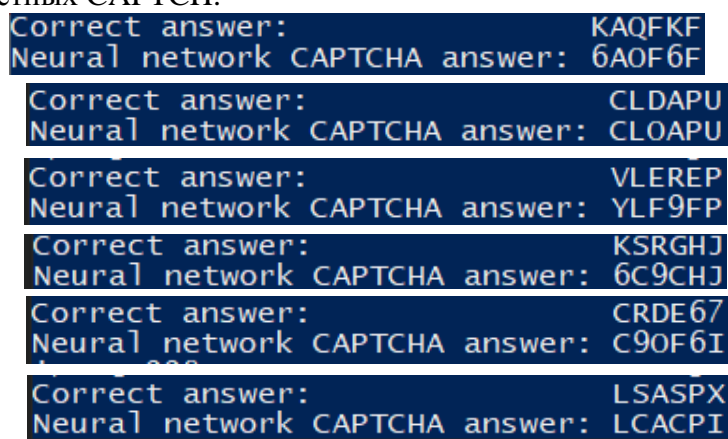 CAPTCH.
Correct answer: KAQFKF
Neural network CAPTCHA answer: 6AOF6F
Correct answer: CLDAPU
Neural network CAPTCHA answer: CLOAPU
Correct answer: VLEREP
Neural network CAPTCHA answer: YLF9FP
Correct answer: KSRGHJ
Neural network CAPTCHA answer: 6C9CHJ
Correct answer: CRDE67
Neural network CAPTCHA answer: C9OF6I
Correct answer: LSASPX
Neural network CAPTCHA answer: LCACPI